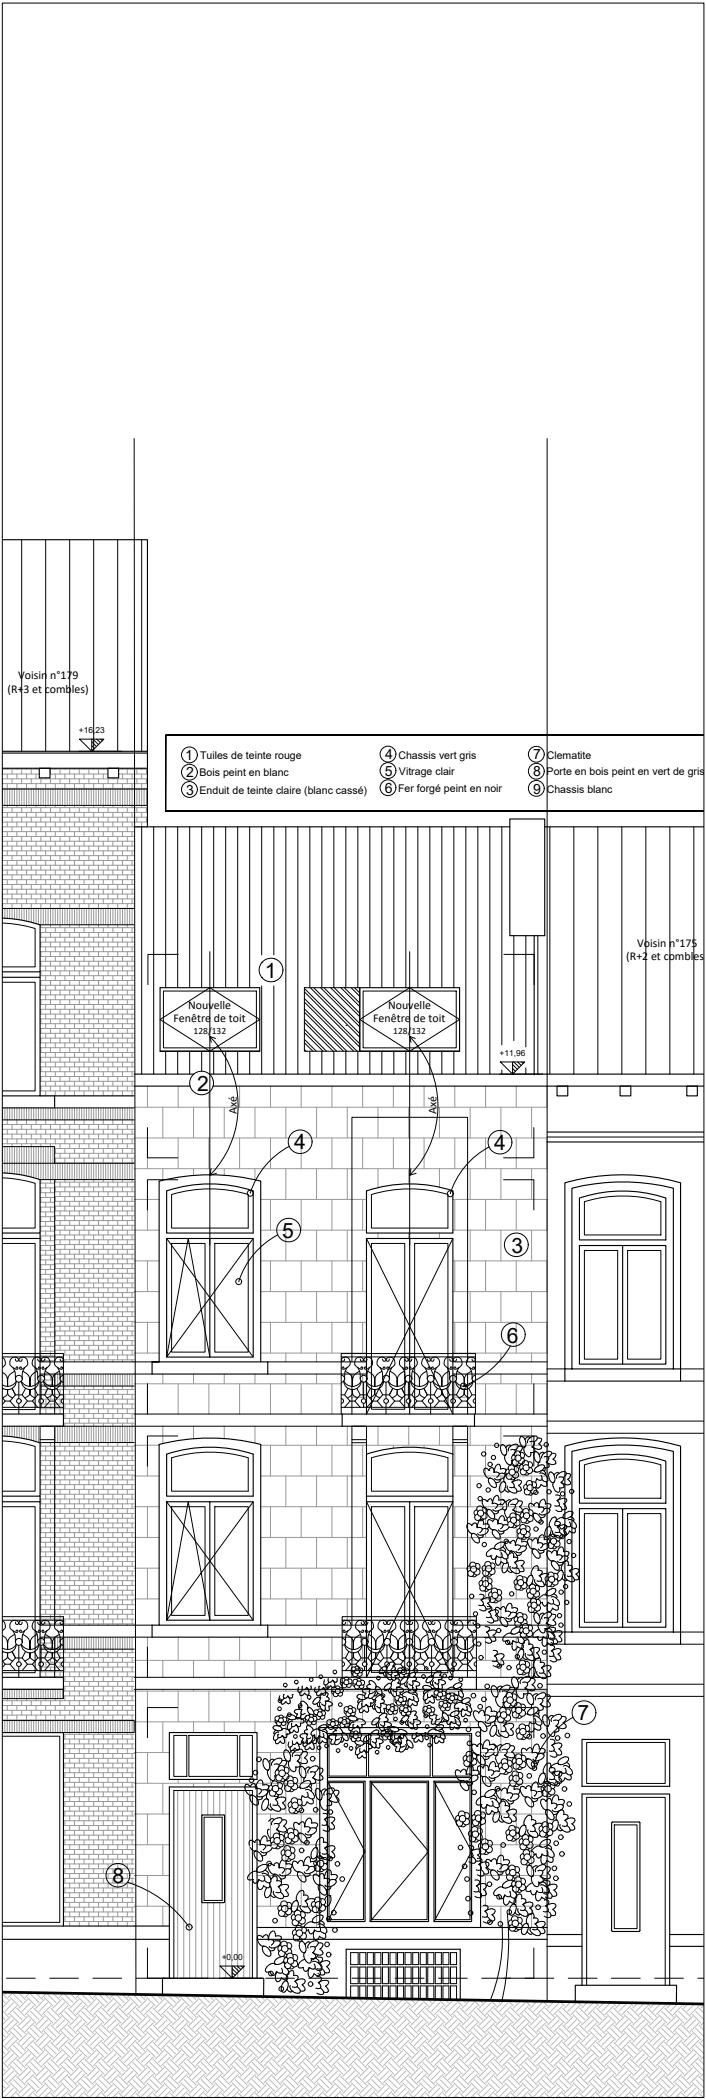 Voisin n°179
(R+3 et combles)
+16,23
1 Tuiles de teinte rouge
2 Bois peint en blanc
3 Enduit de teinte claire (blanc cassé)
4 Chassis vert gris
5 Vitrage clair
6 Fer forgé peint en noir
7 Clematite
8 Porte en bois peint en vert de gris
9 Chassis blanc
Voisin n°175
(R+2 et combles
1
Nouvelle
Fenêtre de toit
128/132
Nouvelle
Fenêtre de toit
128/132
+11,96
2
Axé
Axé
4
4
5
3
6
7
8
+0,00